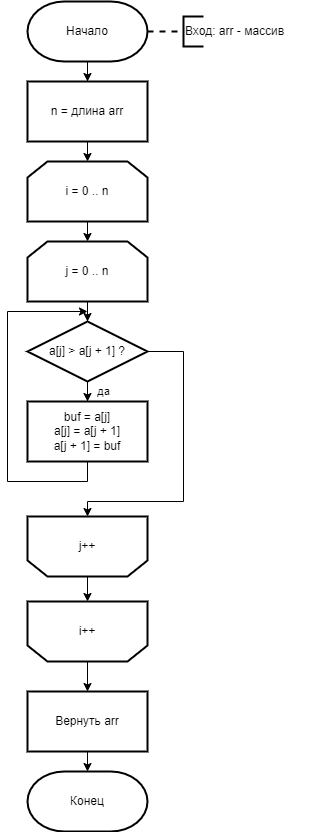 Начало
Вход: arr - массив
n = длина arr
i = 0 .. n
j = 0 .. n
a[j] > a[j + 1] ?
да
buf = a[j]
a[j] = a[j + 1]
a[j + 1] = buf
j++
i++
Вернуть arr
Конец